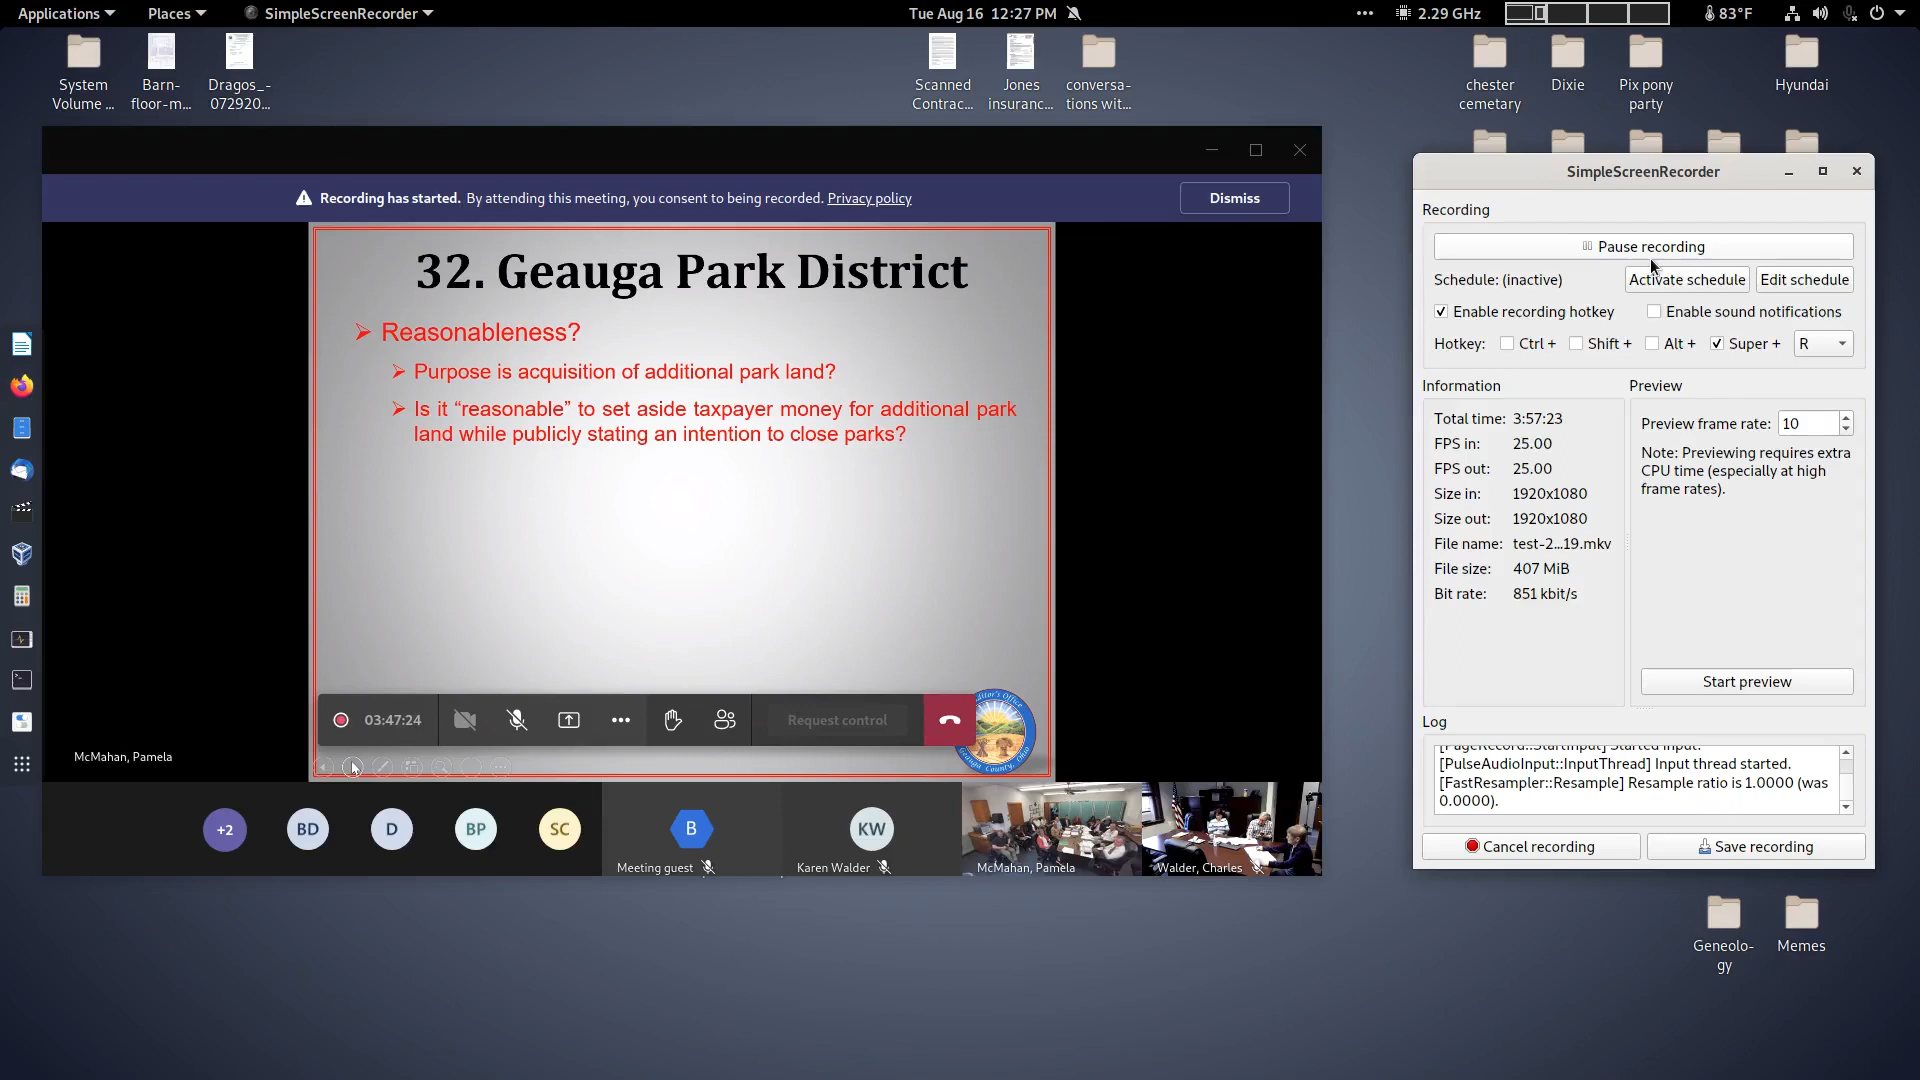 Applications
Places
SimpleScreenRecorder
Tue Aug 16 12:27 PM
2.29 GHz
83°F
System
Volume ...
Barn-
floor-m...
Dragos_-
072920...
Scanned
Contrac...
Jones
insuranc...
conversa-
tions wit...
chester
cemetary
Dixie
Pix pony
party
Hyundai
Recording has started. By attending this meeting, you consent to being recorded. Privacy policy
Dismiss
32. Geauga Park District
Reasonableness?
Purpose is acquisition of additional park land?
Is it “reasonable” to set aside taxpayer money for additional park
land while publicly stating an intention to close parks?
03:47:24
Request control
Auditor's Office
Geauga County, Ohio
McMahan, Pamela
+2
BD
D
BP
SC
B
Meeting guest
KW
Karen Walder
McMahan, Pamela
Walder, Charles
SimpleScreenRecorder
Recording
Pause recording
Schedule: (inactive)
Activate schedule
Edit schedule
Enable recording hotkey
Enable sound notifications
Hotkey:
Ctrl +
Shift +
Alt +
Super +
R
Information
Total time: 3:57:23
FPS in: 25.00
FPS out: 25.00
Size in: 1920x1080
Size out: 1920x1080
File name: test-2...19.mkv
File size: 407 MiB
Bit rate: 851 kbit/s
Preview
Preview frame rate: 10
Note: Previewing requires extra
CPU time (especially at high
frame rates).
Start preview
Log
[PageRecord::StartInput] Started input.
[PulseAudioInput::InputThread] Input thread started.
[FastResampler::Resample] Resample ratio is 1.0000 (was
0.0000).
Cancel recording
Save recording
Geneolo-
gy
Memes